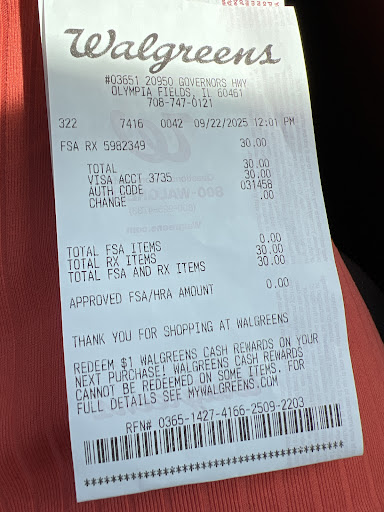 Walgreens
#03651 20950 GOVERNORS HWY
OLYMPIA FIELDS, IL 60461
708-747-0121
322 7416 0042 09/22/2025 12:01 PM
FSA RX 5982349 30.00
TOTAL 30.00
VISA ACCT 3735 30.00
AUTH CODE 031458
CHANGE .00
TOTAL FSA ITEMS 0.00
TOTAL RX ITEMS 30.00
TOTAL FSA AND RX ITEMS 30.00
APPROVED FSA/HRA AMOUNT 0.00
THANK YOU FOR SHOPPING AT WALGREENS
REDEEM $1 WALGREENS CASH REWARDS ON YOUR
NEXT PURCHASE! WALGREENS CASH REWARDS
CANNOT BE REDEEMED ON SOME ITEMS. FOR
FULL DETAILS SEE MYWALGREENS.COM
RFN# 0365-1427-4166-2509-2203
****************************************